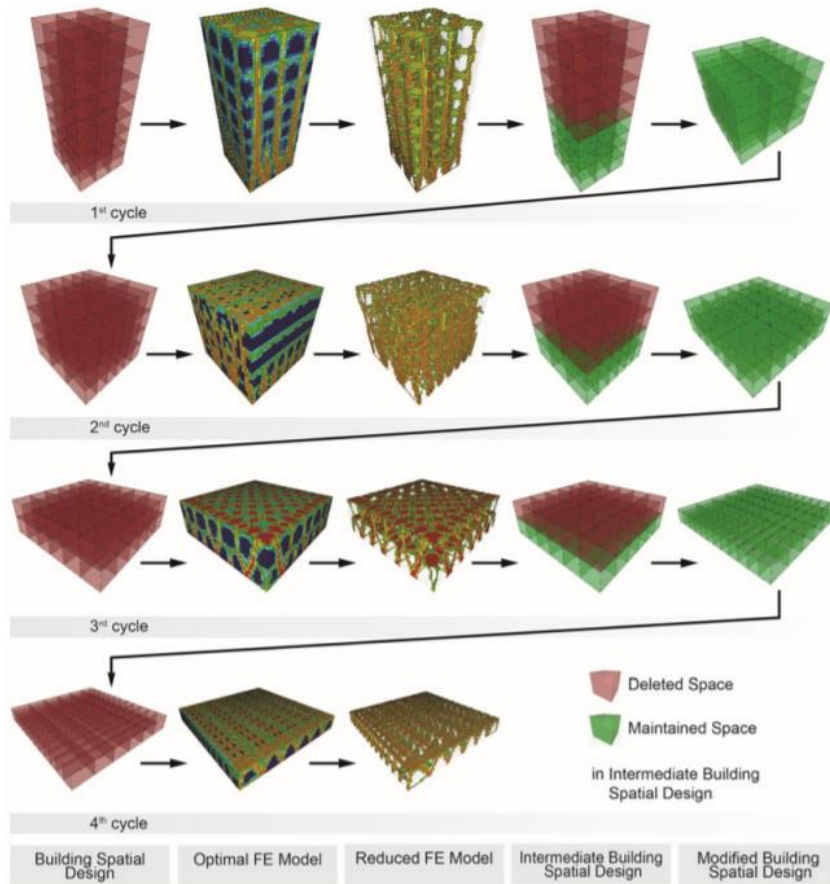 1st cycle
2nd cycle
3rd cycle
Deleted Space
Maintained Space
in Intermediate Building
Spatial Design
4th cycle
Building Spatial
Design
Optimal FE Model
Reduced FE Model
Intermediate Building
Spatial Design
Modified Building
Spatial Design